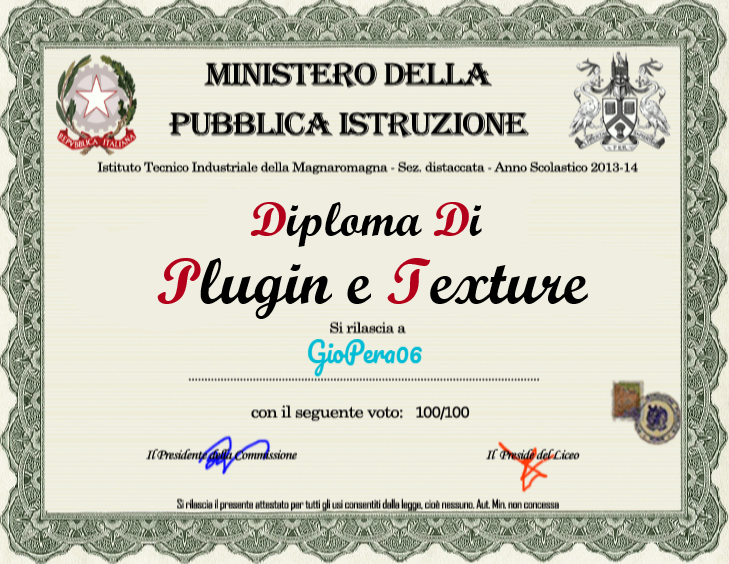 MINISTERO DELLA
PUBBLICA ISTRUZIONE
REPVBBLICA ITALIANA
Istituto Tecnico Industriale della Magnaromagna - Sez. distaccata - Anno Scolastico 2013-14
Diploma Di
Plugin e Texture
Si rilascia a
GioPera06
con il seguente voto: 100/100
Il Presidente della Commissione
Il Preside del Liceo
Si rilascia il presente attestato per tutti gli usi consentiti dalla legge, cioè nessuno. Aut. Min. non concessa